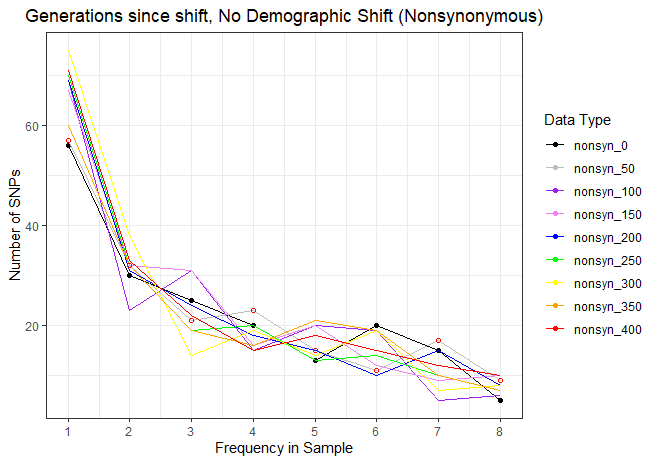 Generations since shift, No Demographic Shift (Nonsynonymous)
60
40
20
Number of SNPs
1 2 3 4 5 6 7 8
Frequency in Sample
Data Type
nonsyn_0
nonsyn_50
nonsyn_100
nonsyn_150
nonsyn_200
nonsyn_250
nonsyn_300
nonsyn_350
nonsyn_400